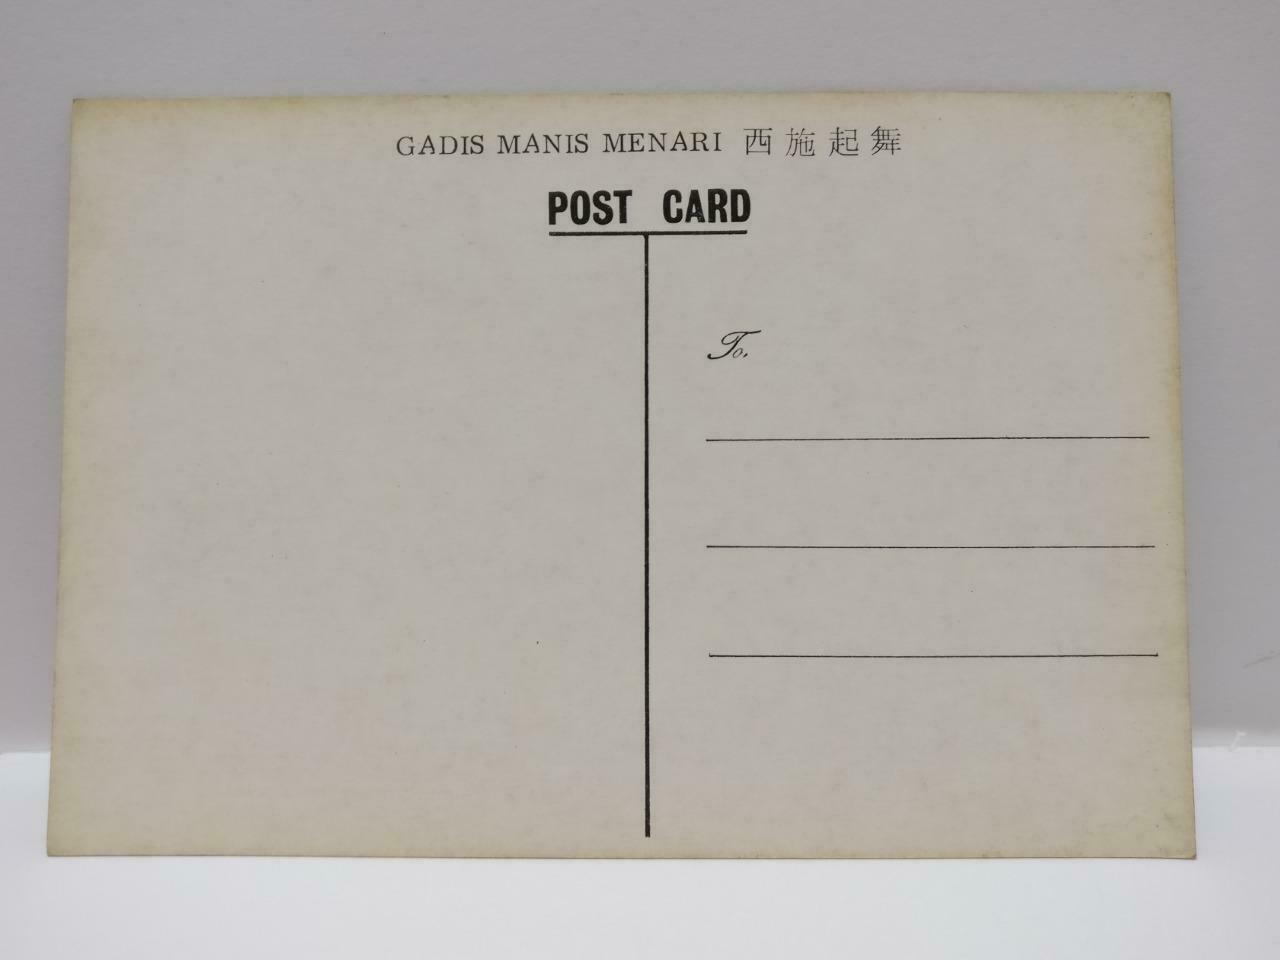 GADIS MANIS MENARI 西施起舞
POST CARD
To.